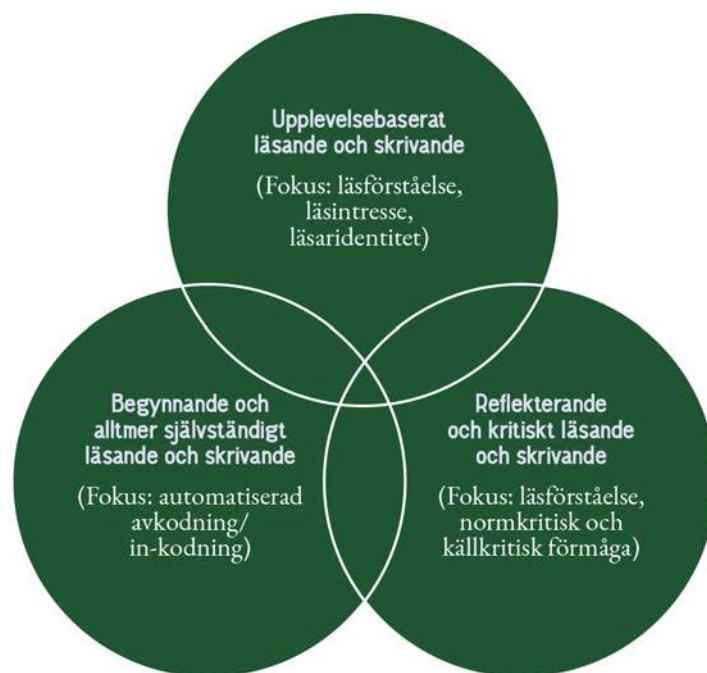 Upplevelsebaserat
läsande och skrivande
(Fokus: läsförståelse,
läsintresse,
läsaridentitet)
Begynnande och
alltmer självständigt
läsande och skrivande
(Fokus: automatiserad
avkodning/
in-kodning)
Reflekterande
och kritiskt läsande
och skrivande
(Fokus: läsförståelse,
normkritisk och
källkritisk förmåga)